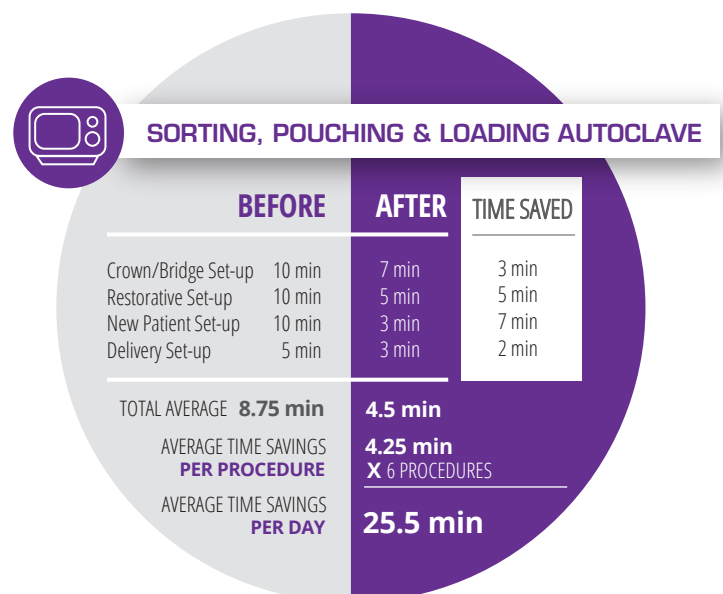 SORTING, POUCHING & LOADING AUTOCLAVE
BEFORE AFTER TIME SAVED
Crown/Bridge Set-up 10 min 7 min 3 min
Restorative Set-up 10 min 5 min 5 min
New Patient Set-up 10 min 3 min 7 min
Delivery Set-up 5 min 3 min 2 min
TOTAL AVERAGE 8.75 min 4.5 min
AVERAGE TIME SAVINGS 4.25 min
PER PROCEDURE X 6 PROCEDURES
AVERAGE TIME SAVINGS
PER DAY 25.5 min